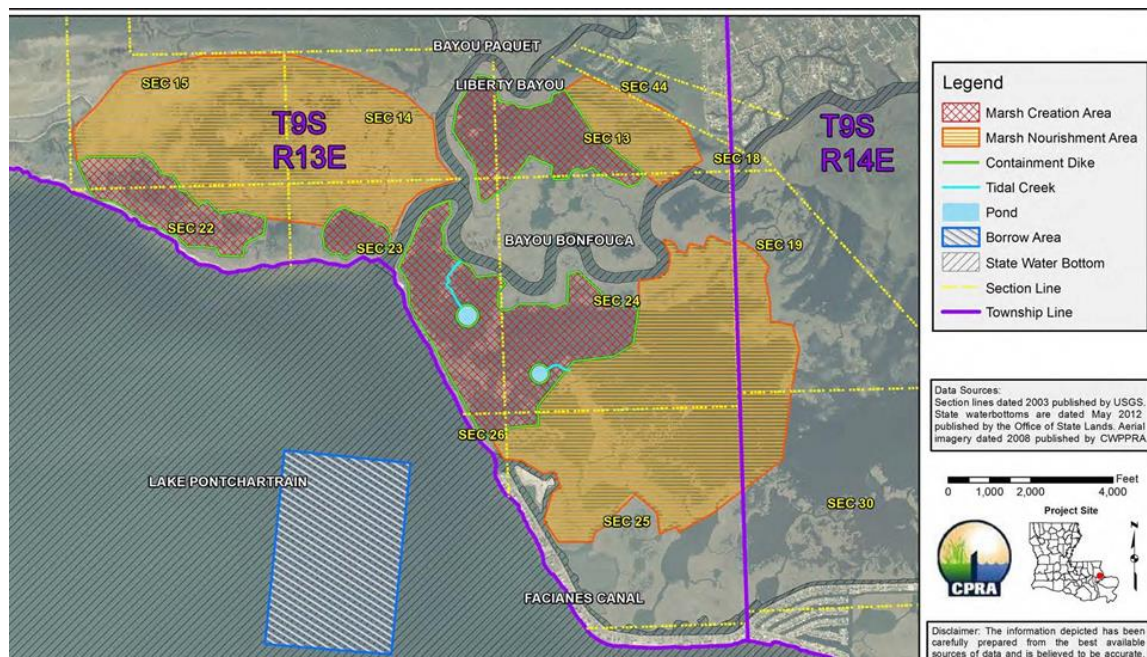 BAYOU PAQUET
SEC 15
LIBERTY BAYOU
SEC 44
T9S
R13E
SEC 14
SEC 13
SEC 18
T9S
R14E
SEC 22
SEC 23
BAYOU BONFOUCA
SEC 19
SEC 24
SEC 26
LAKE PONTCHARTRAIN
SEC 25
SEC 30
FACIANES CANAL
Legend
Marsh Creation Area
Marsh Nourishment Area
Containment Dike
Tidal Creek
Pond
Borrow Area
State Water Bottom
Section Line
Township Line
Data Sources:
Section lines dated 2003 published by USGS.
State waterbottoms are dated May 2012
published by the Office of State Lands. Aerial
imagery dated 2008 published by CWPPRA
Feet
0 1,000 2,000 4,000
Project Site
N
CPRA
Disclaimer: The information depicted has been
carefully prepared from the best available
sources of data and is believed to be accurate